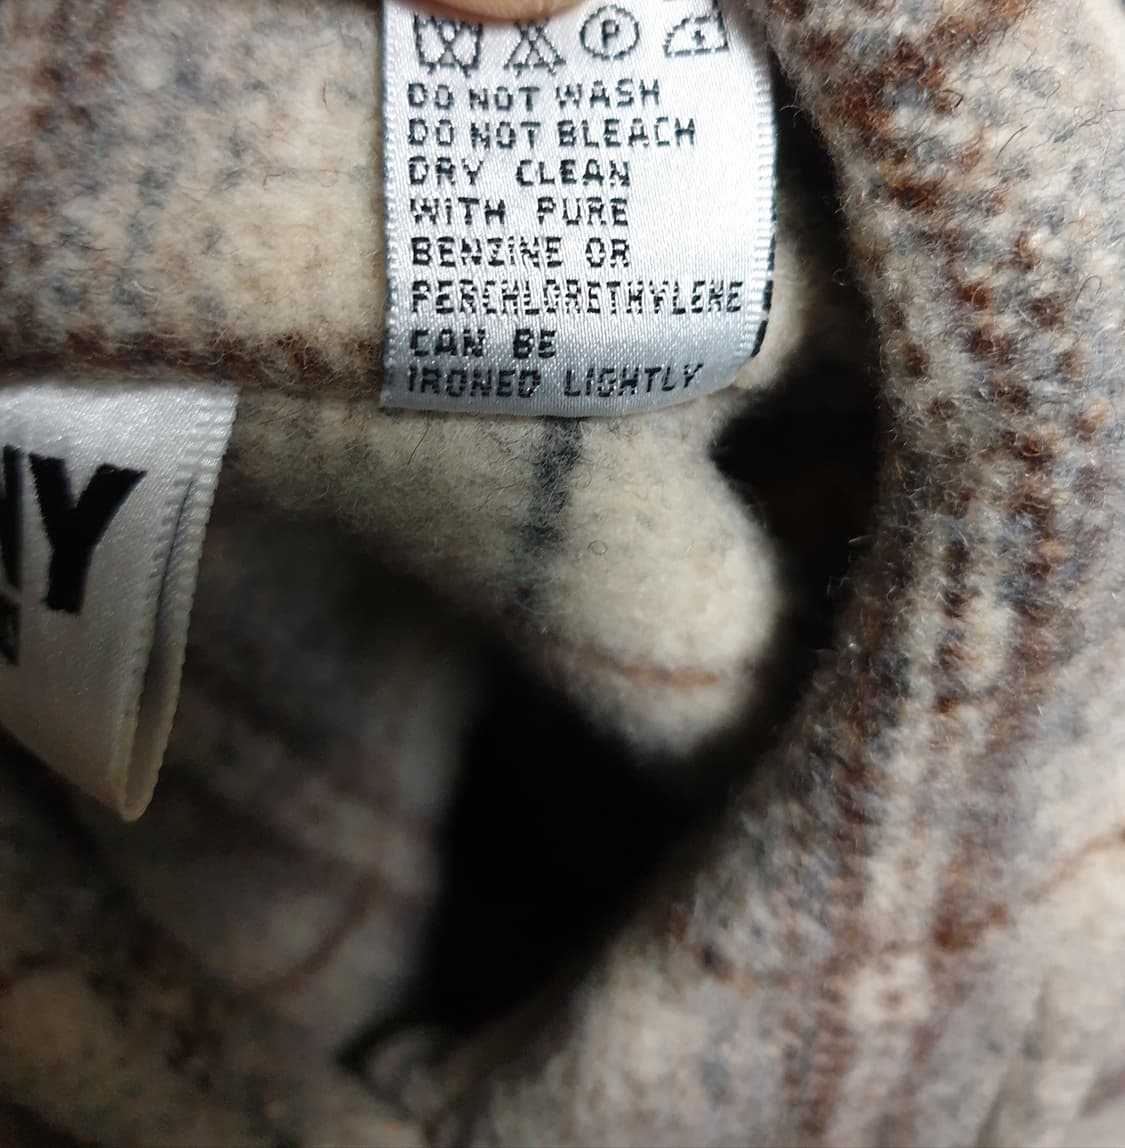 P
DO NOT WASH
DO NOT BLEACH
DRY CLEAN
WITH PURE
BENZINE OR
PERCHLORETHYLENE
CAN BE
IRONED LIGHTLY